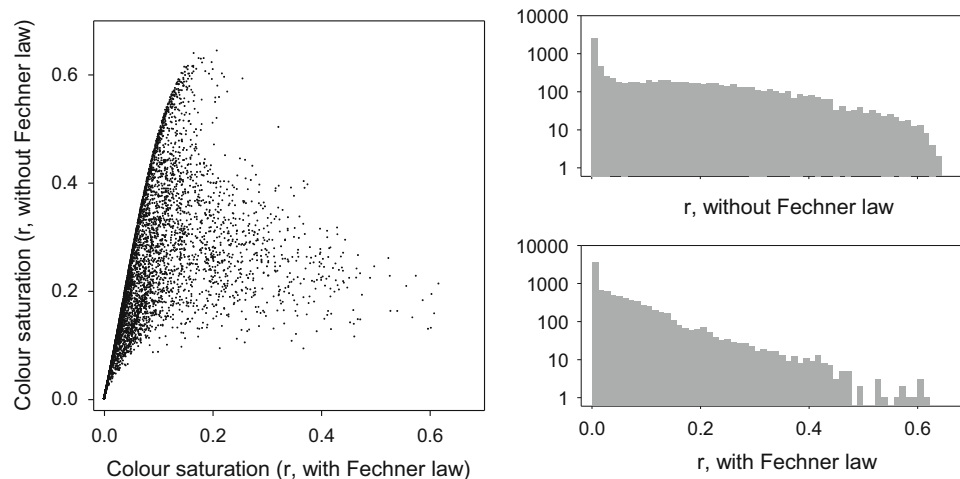 Colour saturation (r, without Fechner law)
0.6
0.4
0.2
0.0
0.0 0.2 0.4 0.6
Colour saturation (r, with Fechner law)
10000
1000
100
10
1
r, without Fechner law
10000
1000
100
10
1
0.0 0.2 0.4 0.6
r, with Fechner law